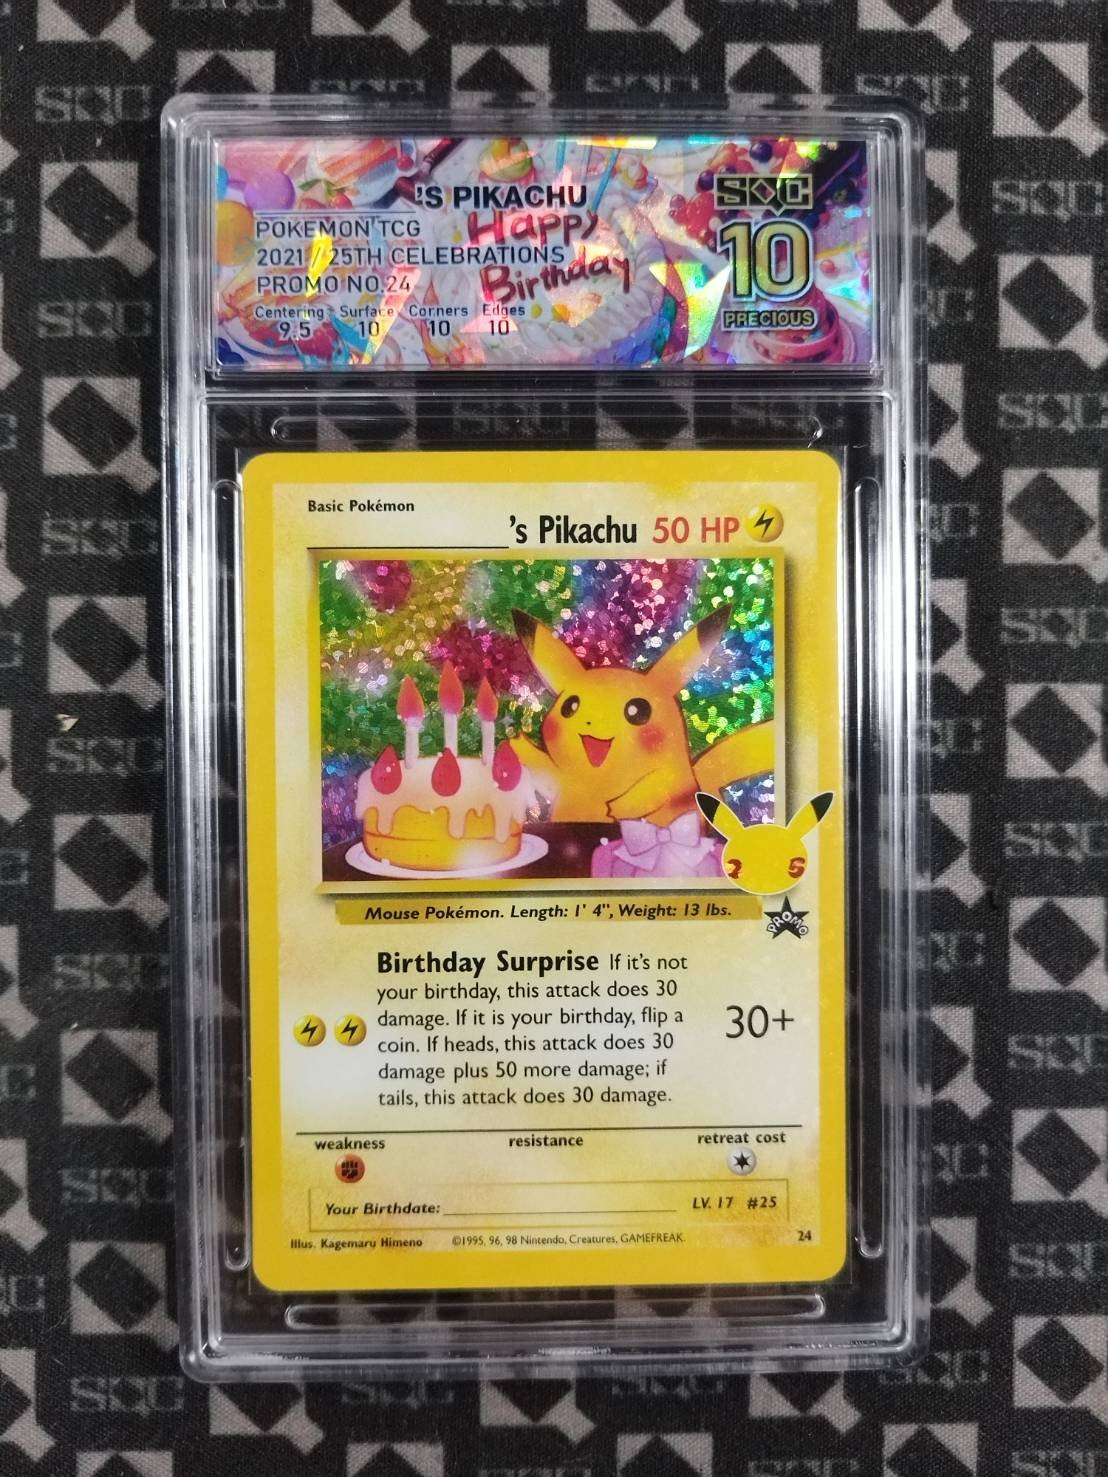 'S PIKACHU
POKEMON TCG
2021 / 25TH CELEBRATIONS
PROMO NO.24
Centering Surface Corners Edges
9.5 10 10 10
Happy
Birthday
SQC
10
PRECIOUS
Basic Pokémon
's Pikachu 50 HP
25
Mouse Pokémon. Length: 1' 4", Weight: 13 lbs.
PROMO
Birthday Surprise If it's not
your birthday, this attack does 30
damage. If it is your birthday, flip a
coin. If heads, this attack does 30
damage plus 50 more damage; if
tails, this attack does 30 damage.
30+
weakness resistance retreat cost
Your Birthdate: LV. 17 #25
Illus. Kagemaru Himeno ©1995, 96, 98 Nintendo, Creatures, GAMEFREAK. 24